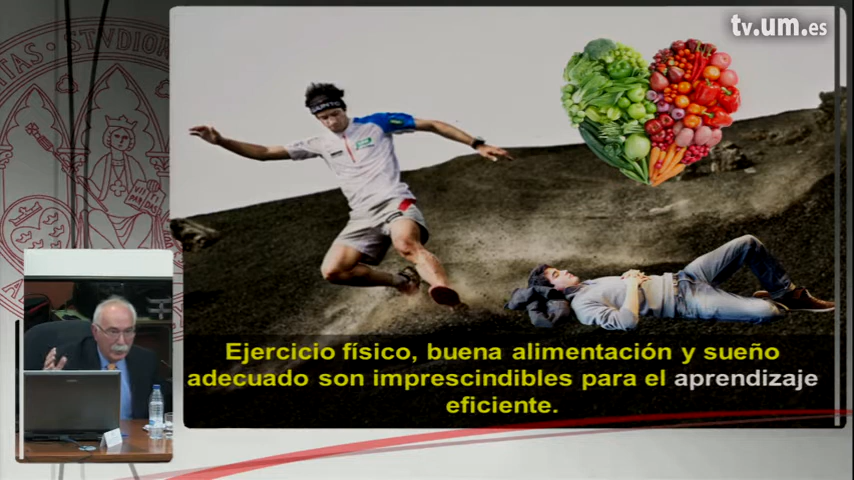 tv.um.es
Ejercicio físico, buena alimentación y sueño
adecuado son imprescindibles para el aprendizaje
eficiente.